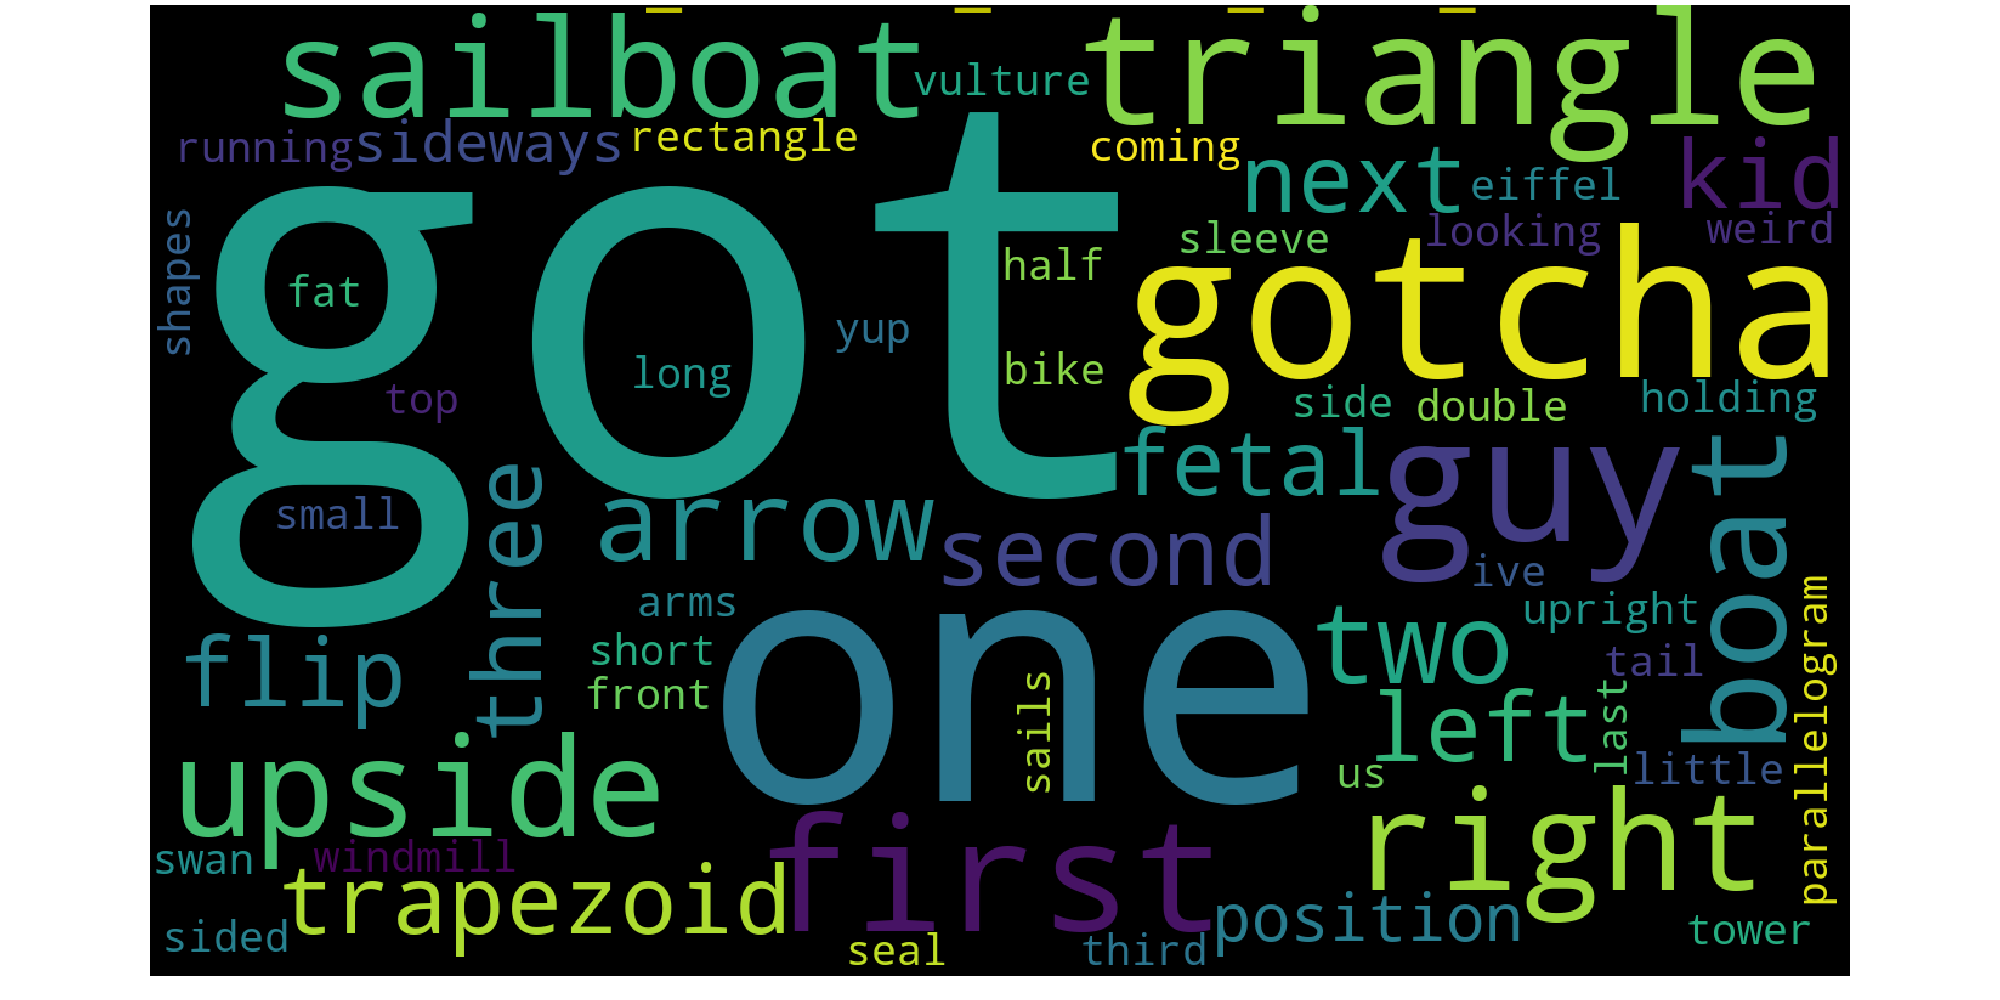 sailboat
triangle
vulture
running
sideways
rectangle
coming
next
eiffel
kid
shapes
got
sleeve
looking
weird
half
fat
gotcha
yup
long
bike
top
side
double
holding
fetal
guy
boat
three
small
arrow
second
ive
arms
one
two
upright
parallelogram
flip
short
tail
front
sails
left
last
upside
us
little
first
right
swan
windmill
trapezoid
position
sided
seal
third
tower